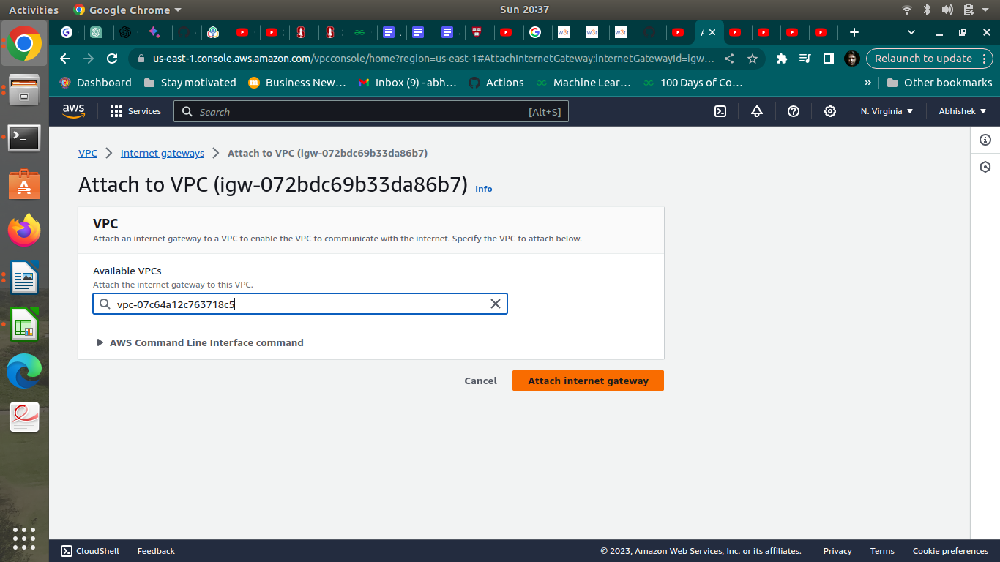 Activities
Google Chrome
Sun 20:37
us-east-1.console.aws.amazon.com/vpcconsole/home?region=us-east-1#AttachInternetGateway:internetGatewayId=igw…
Relaunch to update
Dashboard
Stay motivated
Business New…
Inbox (9) - abh…
Actions
Machine Lear…
100 Days of Co…
»
Other bookmarks
aws
Services
Search
[Alt+S]
N. Virginia
Abhishek
VPC
Internet gateways
Attach to VPC (igw-072bdc69b33da86b7)
Attach to VPC (igw-072bdc69b33da86b7)
Info
VPC
Attach an internet gateway to a VPC to enable the VPC to communicate with the internet. Specify the VPC to attach below.
Available VPCs
Attach the internet gateway to this VPC.
vpc-07c64a12c763718c5
AWS Command Line Interface command
Cancel
Attach internet gateway
CloudShell
Feedback
© 2023, Amazon Web Services, Inc. or its affiliates.
Privacy
Terms
Cookie preferences